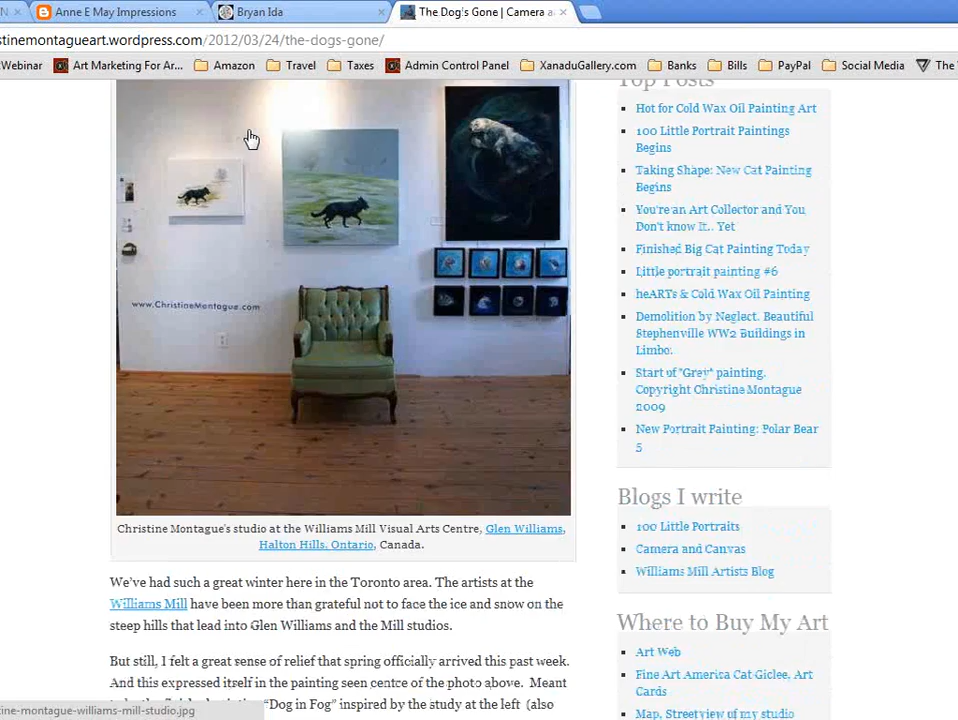 Anne E May Impressions
Bryan Ida
The Dog's Gone | Camera a
stinemontagueart.wordpress.com/2012/03/24/the-dogs-gone/
Webinar
Art Marketing For Ar...
Amazon
Travel
Taxes
Admin Control Panel
XanaduGallery.com
Banks
Bills
PayPal
Social Media
The
Top Posts
Hot for Cold Wax Oil Painting Art
100 Little Portrait Paintings
Begins
Taking Shape: New Cat Painting
Begins
You're an Art Collector and You
Don't know It.. Yet
Finished Big Cat Painting Today
Little portrait painting #6
heARTs & Cold Wax Oil Painting
Demolition by Neglect. Beautiful
Stephenville WW2 Buildings in
Limbo.
Start of "Grey" painting.
Copyright Christine Montague
2009
New Portrait Painting: Polar Bear
5
www.ChristineMontague.com
Christine Montague's studio at the Williams Mill Visual Arts Centre, Glen Williams,
Halton Hills, Ontario, Canada.
We've had such a great winter here in the Toronto area. The artists at the
Williams Mill have been more than grateful not to face the ice and snow on the
steep hills that lead into Glen Williams and the Mill studios.
But still, I felt a great sense of relief that spring officially arrived this past week.
And this expressed itself in the painting seen centre of the photo above. Meant
"Dog in Fog" inspired by the study at the left (also
Blogs I write
100 Little Portraits
Camera and Canvas
Williams Mill Artists Blog
Where to Buy My Art
Art Web
Fine Art America Cat Giclee, Art
Cards
Map, Streetview of my studio
tine-montague-williams-mill-studio.jpg